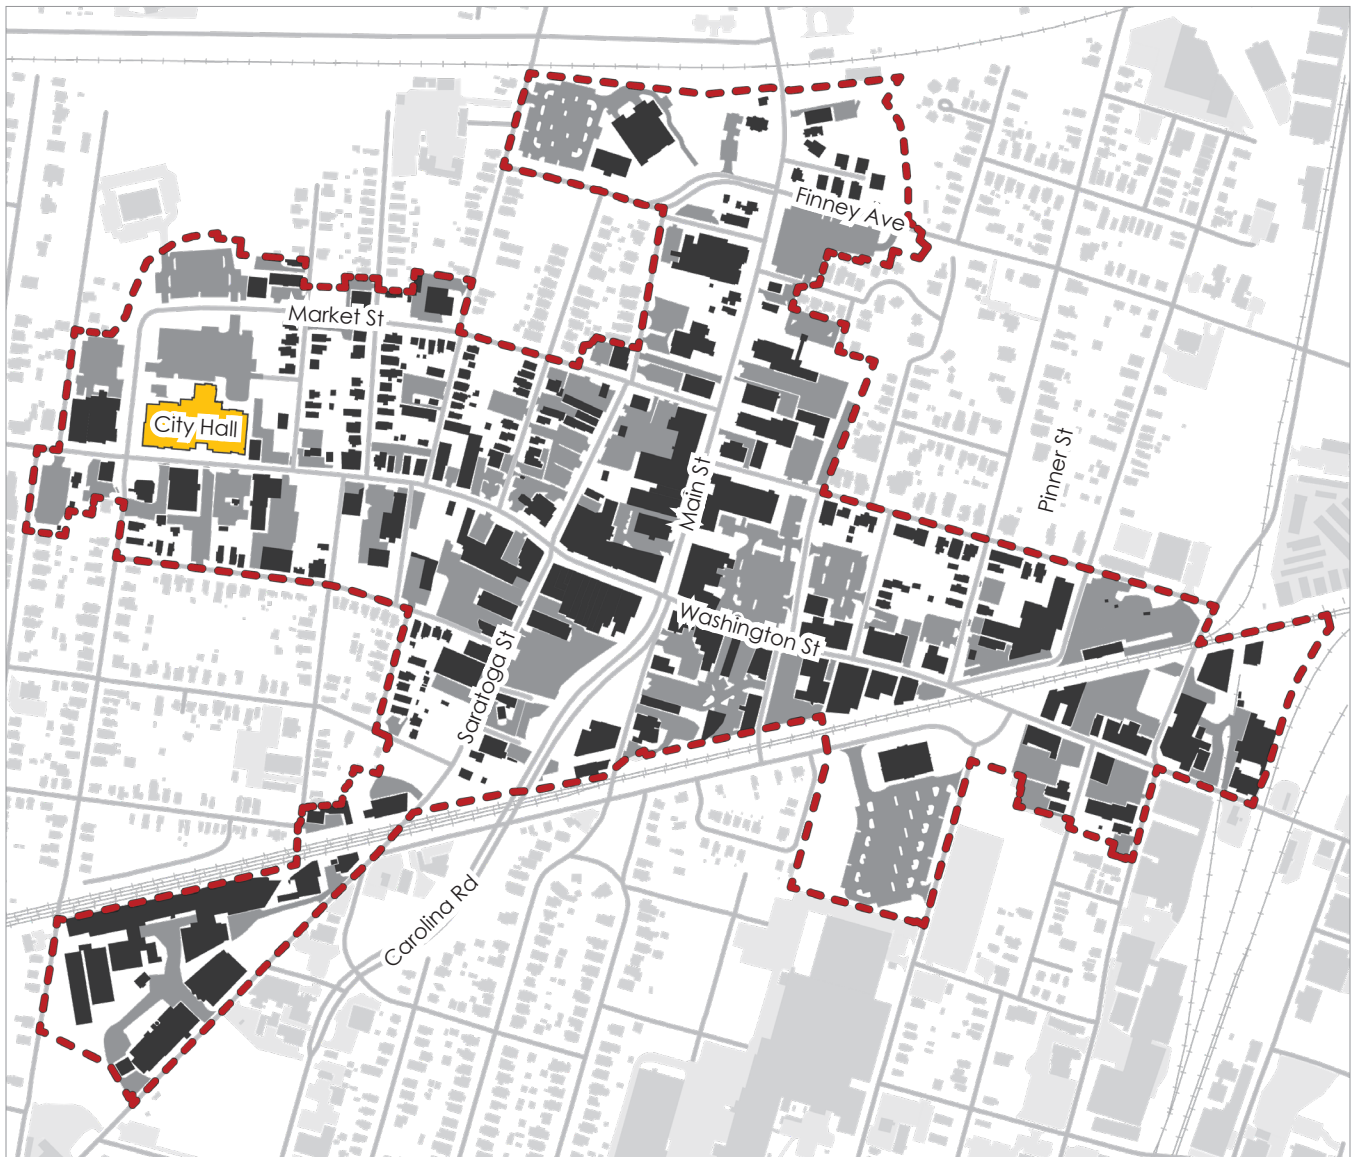 Finney Ave
Market St
City Hall
Main St
Pinner St
Washington St
Saratoga St
Carolina Rd